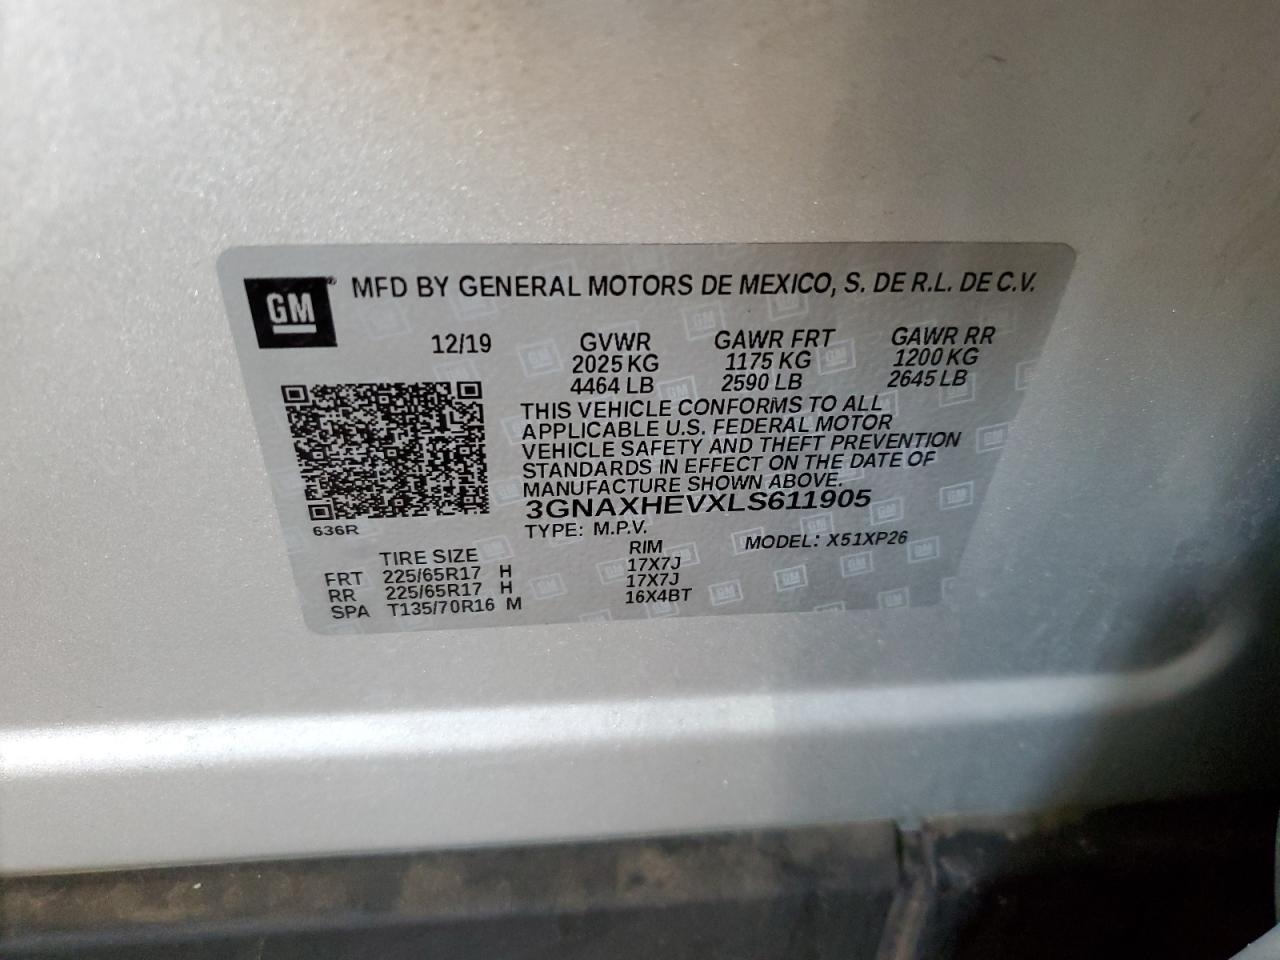 GM
MFD BY GENERAL MOTORS DE MEXICO, S. DE R.L. DE C.V.
12/19 GVWR GAWR FRT GAWR RR
2025 KG 1175 KG 1200 KG
4464 LB 2590 LB 2645 LB
THIS VEHICLE CONFORMS TO ALL
APPLICABLE U.S. FEDERAL MOTOR
VEHICLE SAFETY AND THEFT PREVENTION
STANDARDS IN EFFECT ON THE DATE OF
MANUFACTURE SHOWN ABOVE.
3GNAXHEVXLS611905
636R
TYPE: M.P.V. MODEL: X51XP26
TIRE SIZE RIM
FRT 225/65R17 H 17X7J
RR 225/65R17 H 17X7J
SPA T135/70R16 M 16X4BT